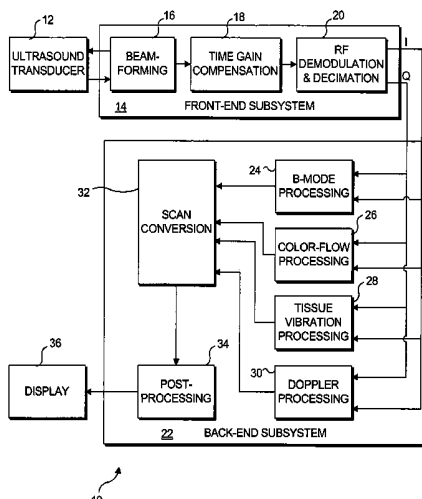 12
ULTRASOUND
TRANSDUCER
16
BEAM-
FORMING
18
TIME GAIN
COMPENSATION
20
RF
DEMODULATION
& DECIMATION
I
Q
14
FRONT-END SUBSYSTEM
32
SCAN
CONVERSION
24
B-MODE
PROCESSING
26
COLOR-FLOW
PROCESSING
28
TISSUE
VIBRATION
PROCESSING
30
DOPPLER
PROCESSING
34
POST-
PROCESSING
36
DISPLAY
22
BACK-END SUBSYSTEM
10